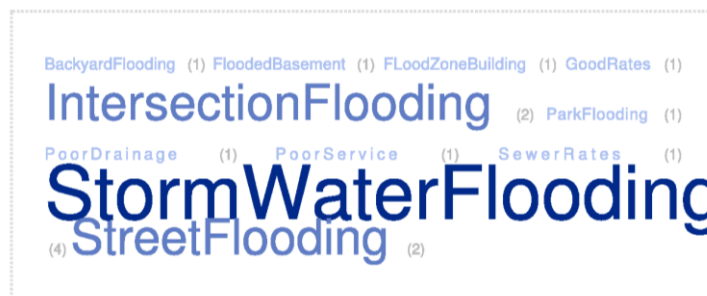 BackyardFlooding (1) FloodedBasement (1) FLoodZoneBuilding (1) GoodRates (1)
IntersectionFlooding (2) ParkFlooding (1)
PoorDrainage (1) PoorService (1) SewerRates (1)
StormWaterFlooding
(4) StreetFlooding (2)